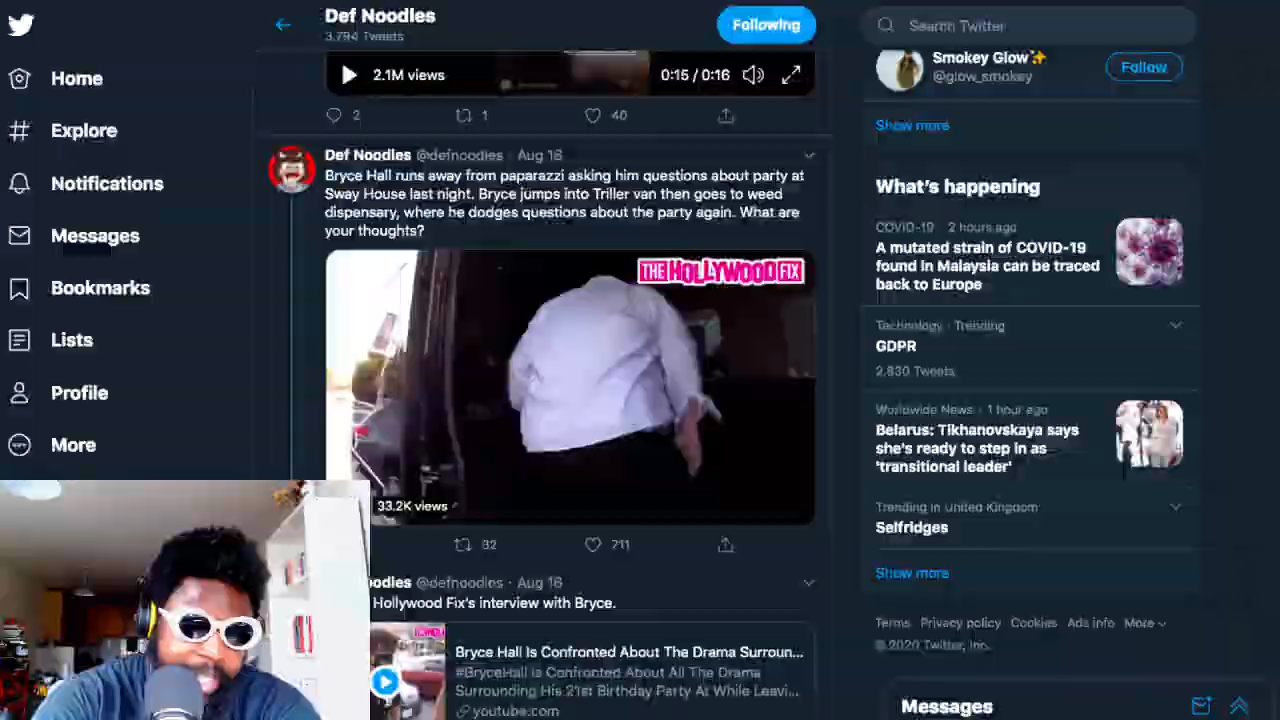 Home
Explore
Notifications
Messages
Bookmarks
Lists
Profile
More
Def Noodles
3,794 Tweets
Following
2.1M views
0:15 / 0:16
2
1
40
Def Noodles @defnoodles · Aug 16
Bryce Hall runs away from paparazzi asking him questions about party at
Sway House last night. Bryce jumps into Triller van then goes to weed
dispensary, where he dodges questions about the party again. What are
your thoughts?
THE HOLLYWOOD FIX
33.2K views
32
711
oodles @defnoodles · Aug 16
Hollywood Fix's interview with Bryce.
Bryce Hall Is Confronted About The Drama Surroun...
#BryceHall is Confronted About All The Drama
Surrounding His 21st Birthday Party At While Leavi...
youtube.com
Search Twitter
Smokey Glow✨
@glow_smokey
Follow
Show more
What's happening
COVID-19 · 2 hours ago
A mutated strain of COVID-19
found in Malaysia can be traced
back to Europe
Technology · Trending
GDPR
2,830 Tweets
Worldwide News · 1 hour ago
Belarus: Tikhanovskaya says
she's ready to step in as
'transitional leader'
Trending in United Kingdom
Selfridges
Show more
Terms Privacy policy Cookies Ads info More
© 2020 Twitter, Inc.
Messages